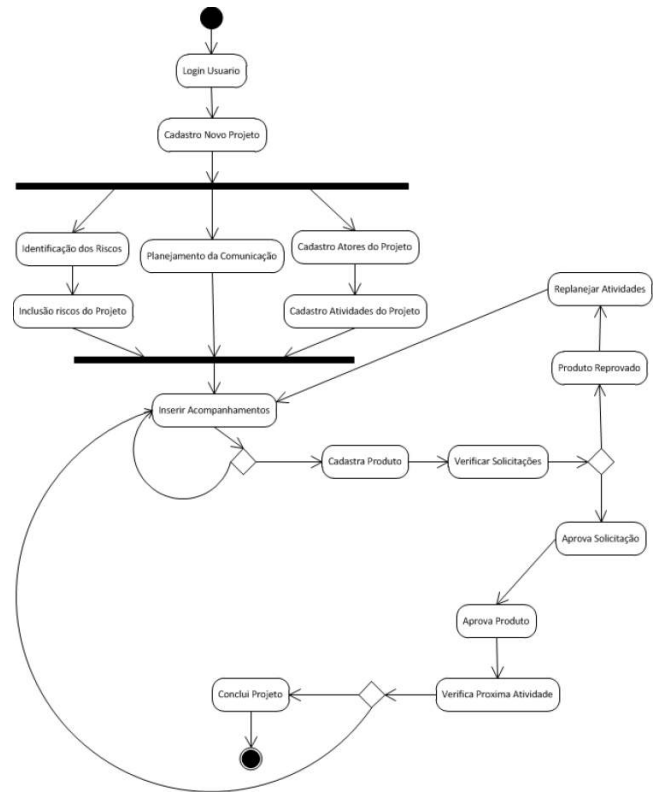 Login Usuario
Cadastro Novo Projeto
Identificação dos Riscos
Planejamento da Comunicação
Cadastro Atores do Projeto
Inclusão riscos do Projeto
Cadastro Atividades do Projeto
Replanejar Atividades
Produto Reprovado
Inserir Acompanhamentos
Cadastra Produto
Verificar Solicitações
Aprova Solicitação
Aprova Produto
Verifica Proxima Atividade
Conclui Projeto